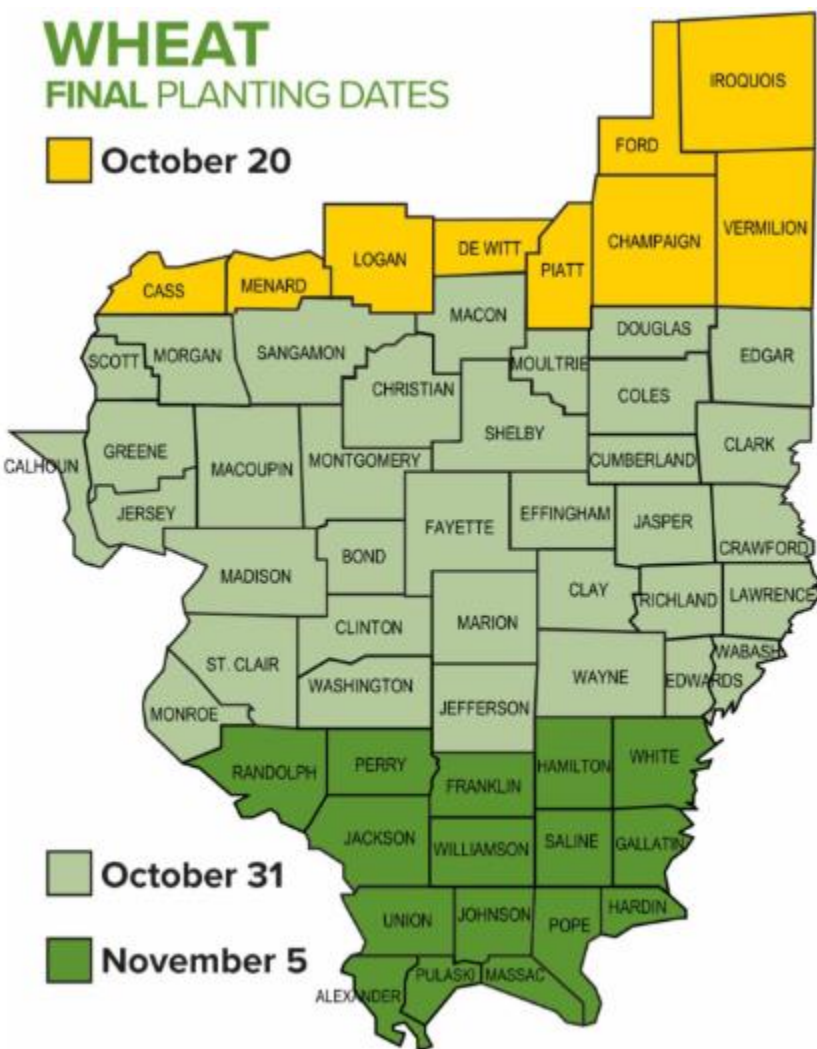 WHEAT
FINAL PLANTING DATES
October 20
IROQUOIS
FORD
VERMILION
CHAMPAIGN
DE WITT
LOGAN
PIATT
MENARD
CASS
MACON
DOUGLAS
EDGAR
SANGAMON
MORGAN
SCOTT
MOULTRIE
CHRISTIAN
COLES
SHELBY
CLARK
GREENE
CALHOUN
MACOUPIN
MONTGOMERY
CUMBERLAND
JERSEY
EFFINGHAM
FAYETTE
JASPER
CRAWFORD
BOND
MADISON
CLAY
RICHLAND
LAWRENCE
CLINTON
MARION
WABASH
ST. CLAIR
WASHINGTON
WAYNE
EDWARDS
MONROE
JEFFERSON
RANDOLPH
PERRY
HAMILTON
WHITE
FRANKLIN
JACKSON
WILLIAMSON
SALINE
GALLATIN
October 31
UNION
JOHNSON
POPE
HARDIN
November 5
ALEXANDER
PULASKI
MASSAC